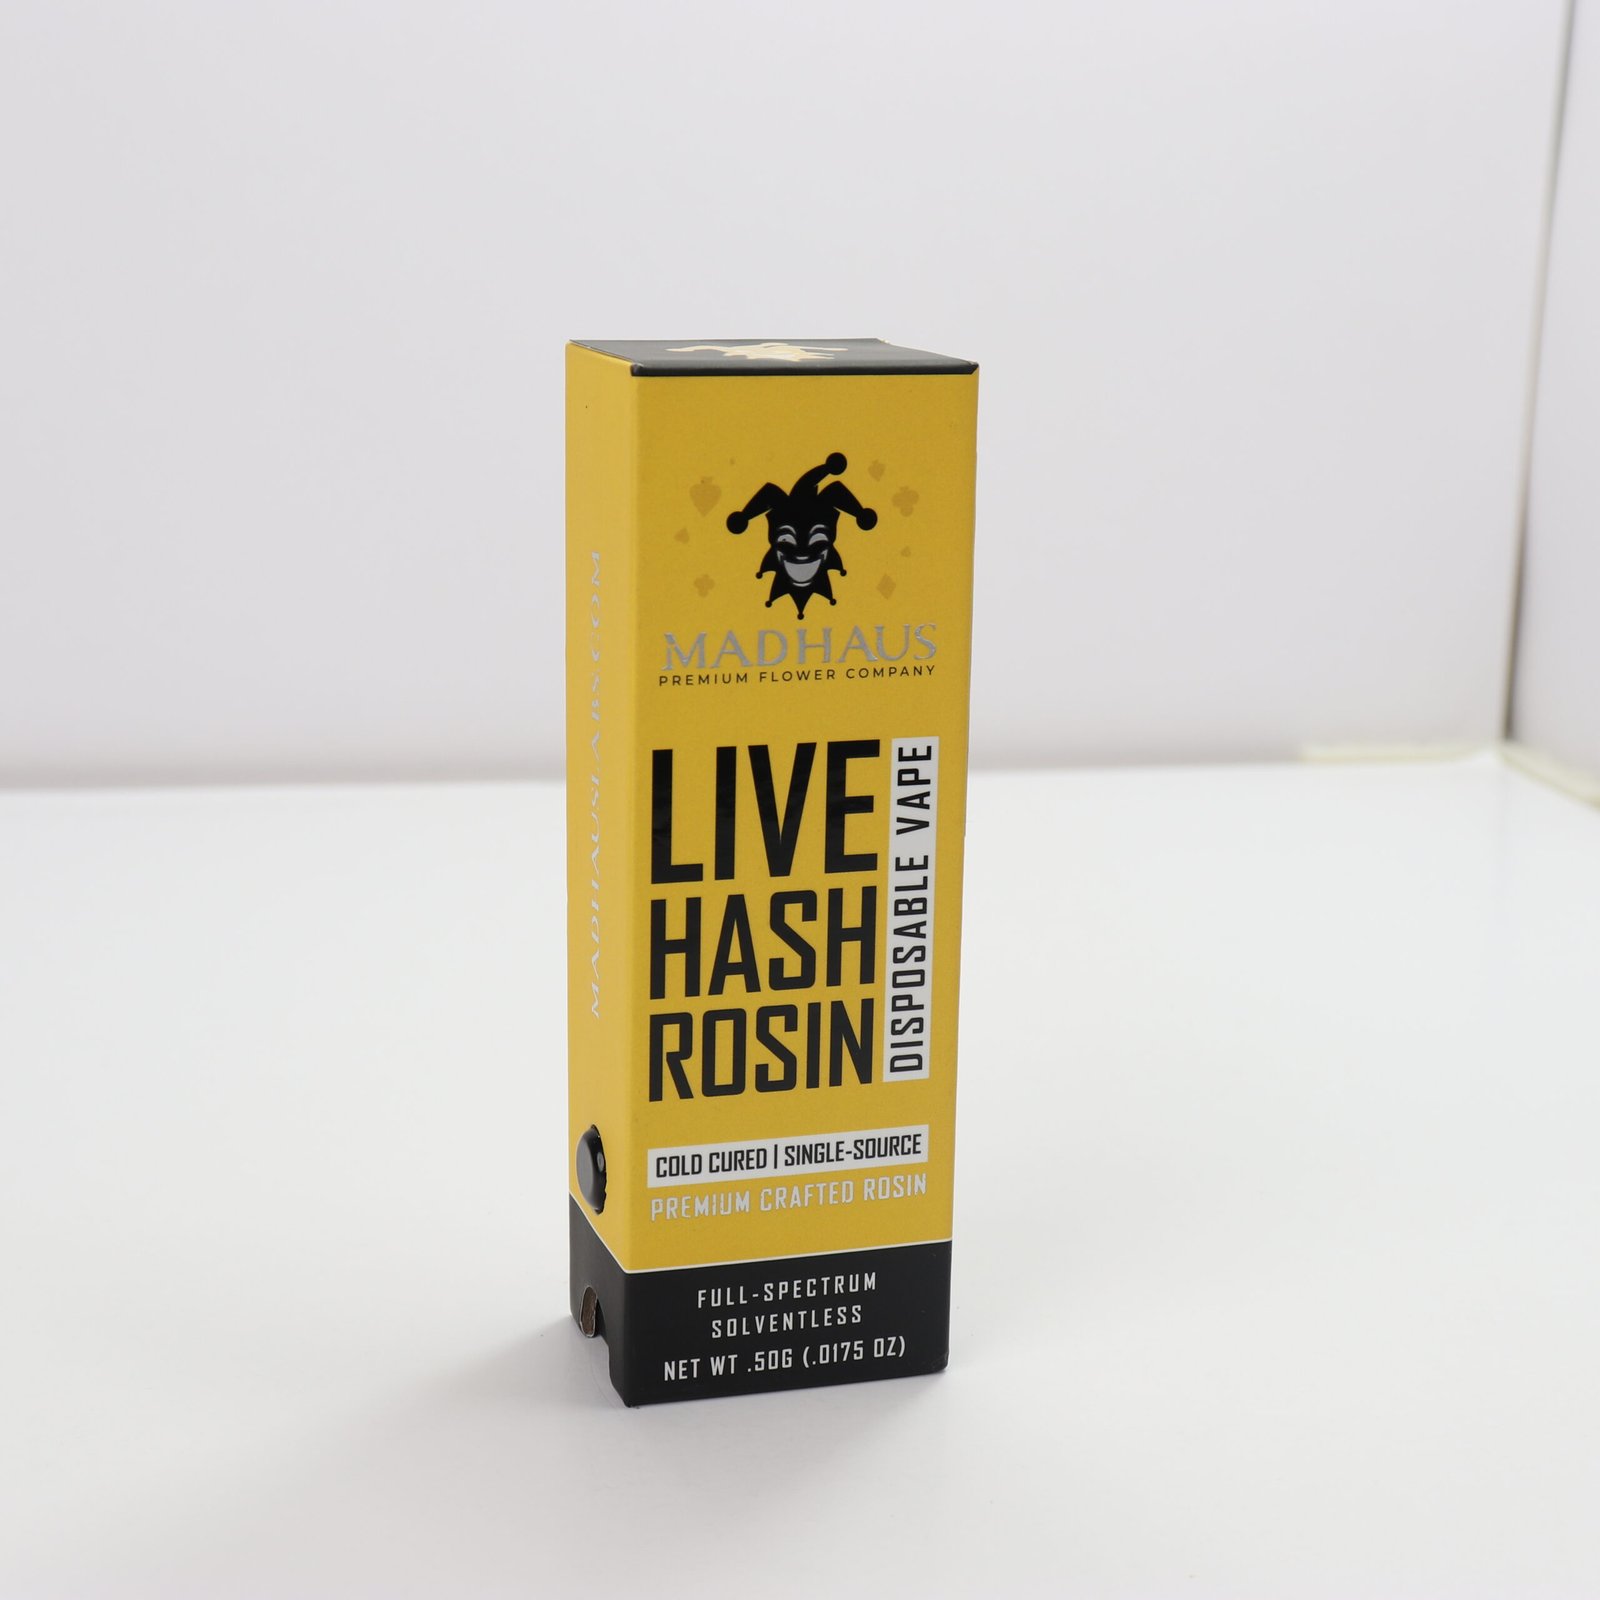 MADHAUS
PREMIUM FLOWER COMPANY
LIVE
HASH
ROSIN
DISPOSABLE VAPE
COLD CURED | SINGLE-SOURCE
PREMIUM CRAFTED ROSIN
FULL-SPECTRUM
SOLVENTLESS
NET WT .50G (.0175 OZ)
MADHAUSLABS.COM